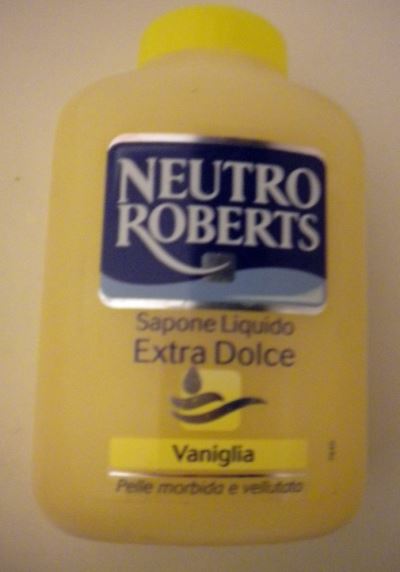 NEUTRO
ROBERTS
Sapone Liquido
Extra Dolce
Vaniglia
Pelle morbida e vellutata